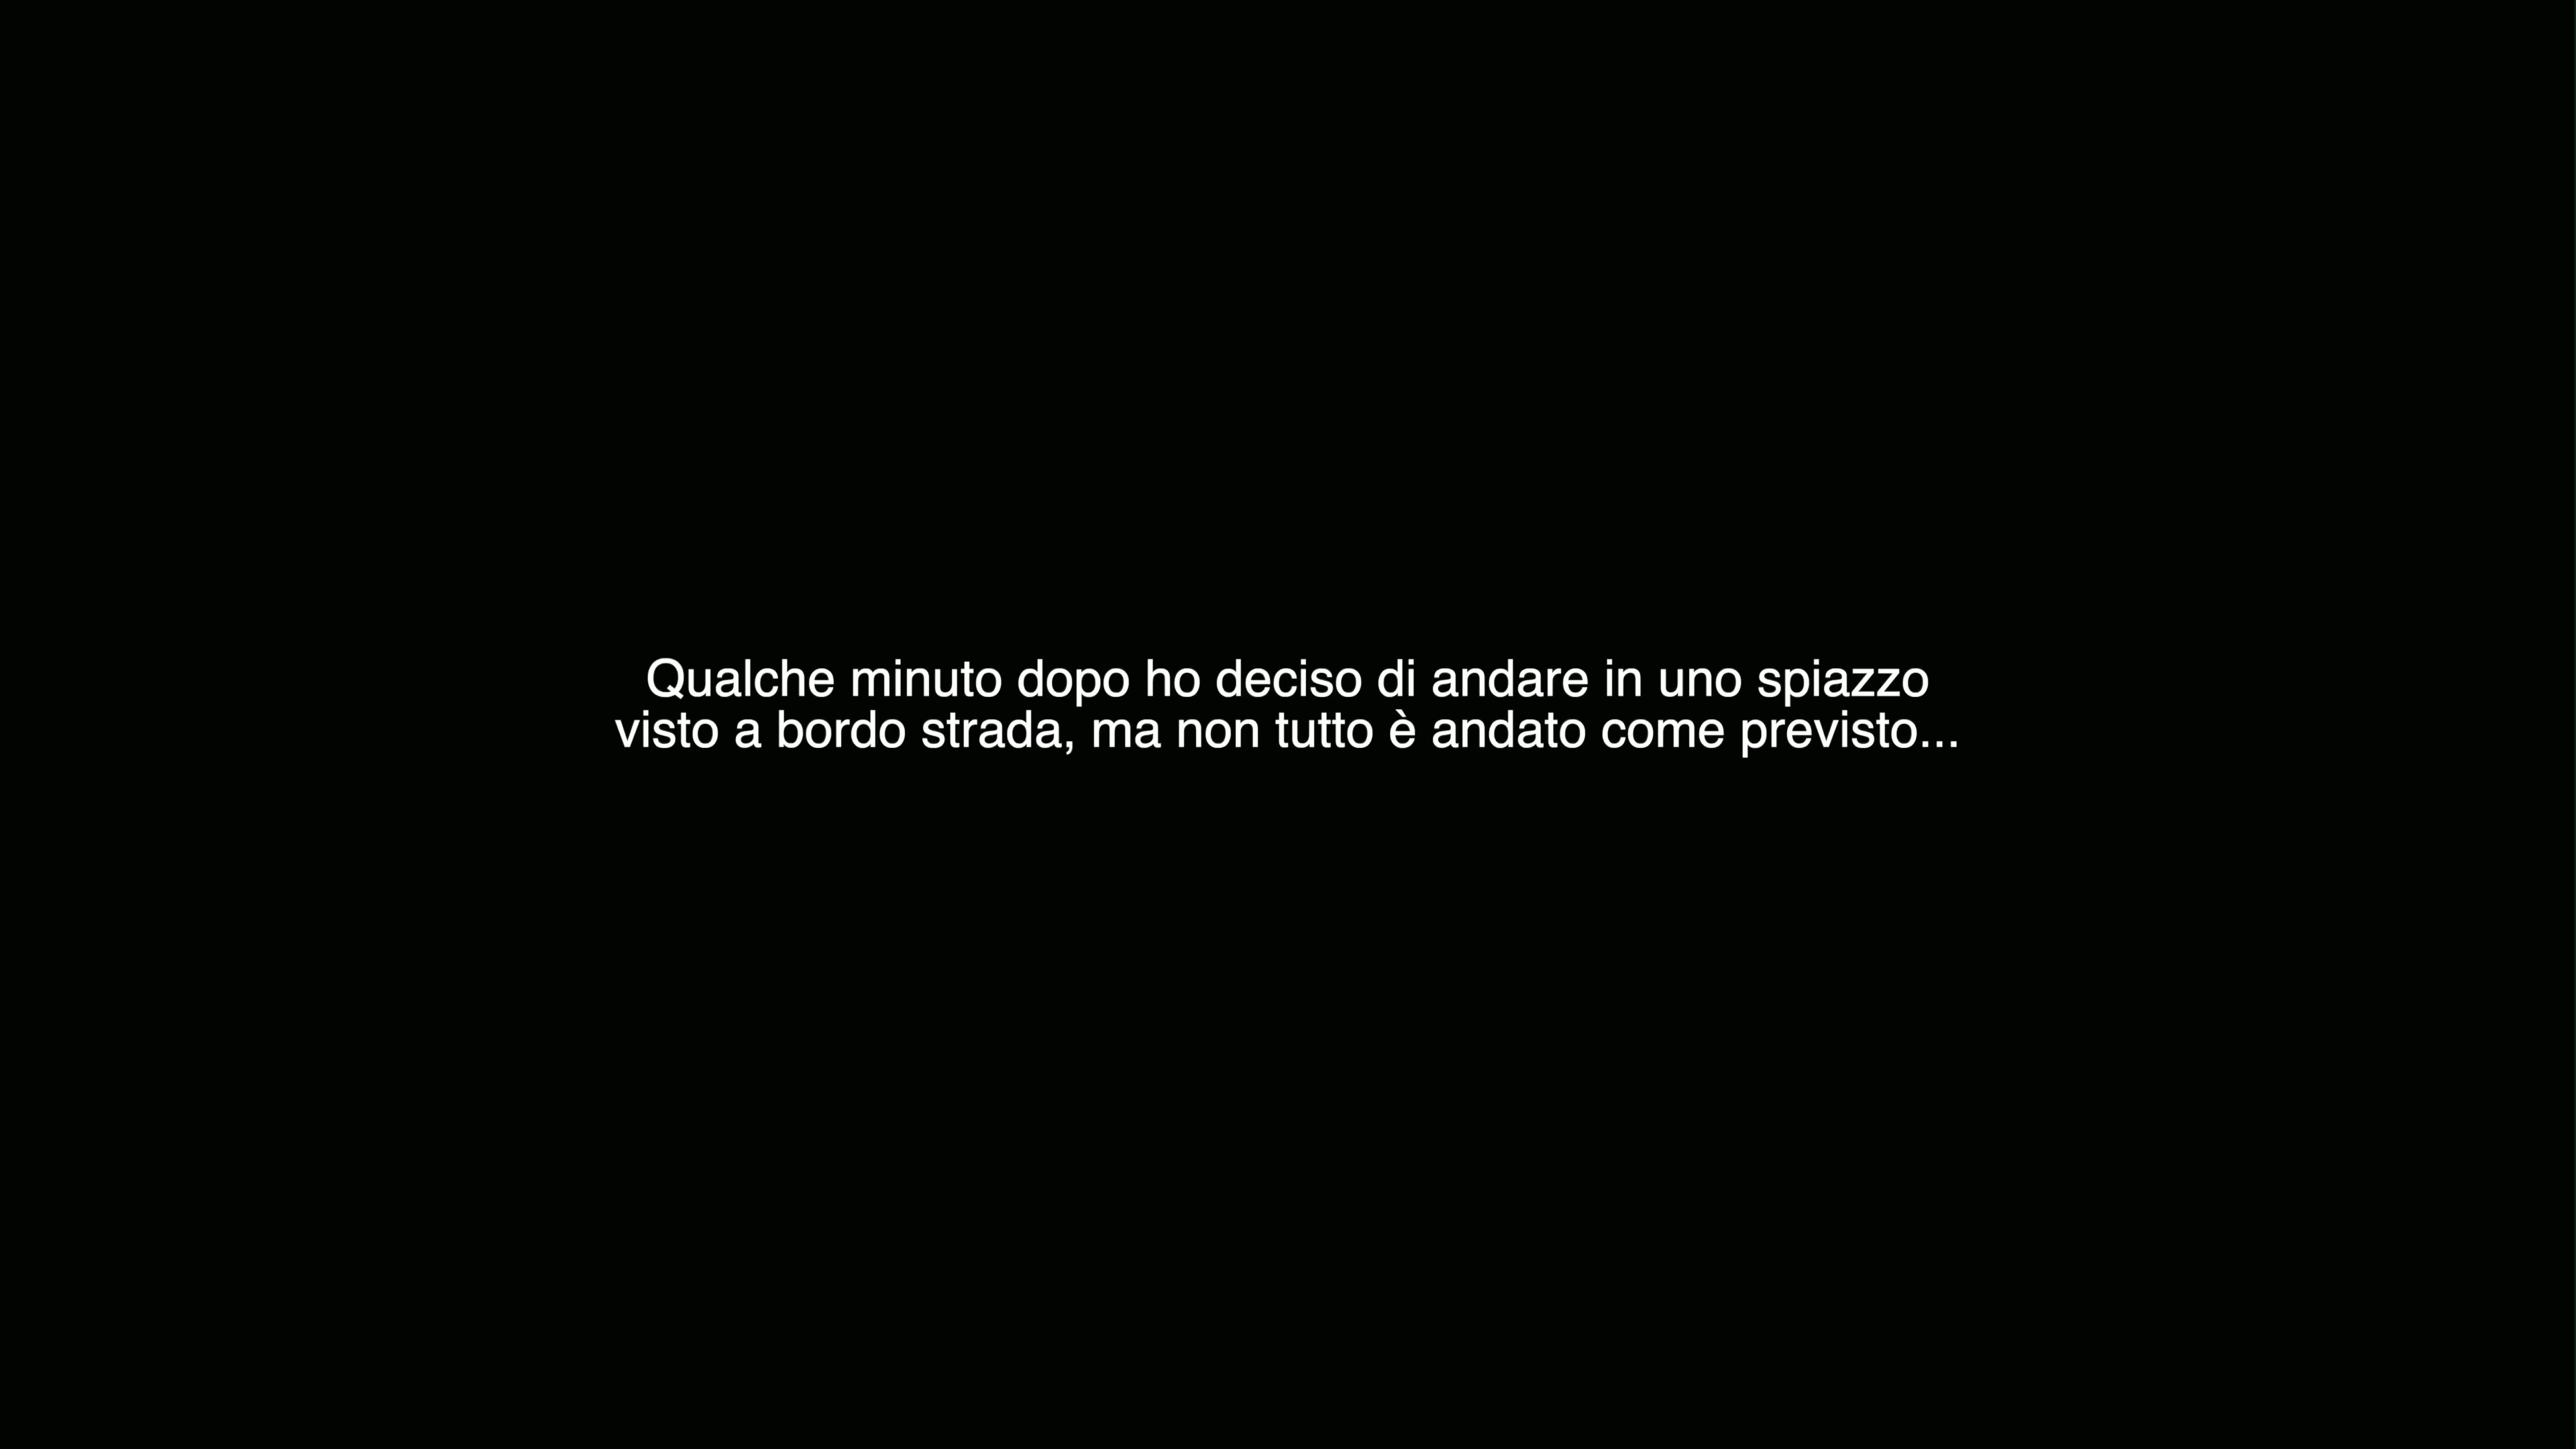 Qualche minuto dopo ho deciso di andare in uno spiazzo
visto a bordo strada, ma non tutto è andato come previsto...